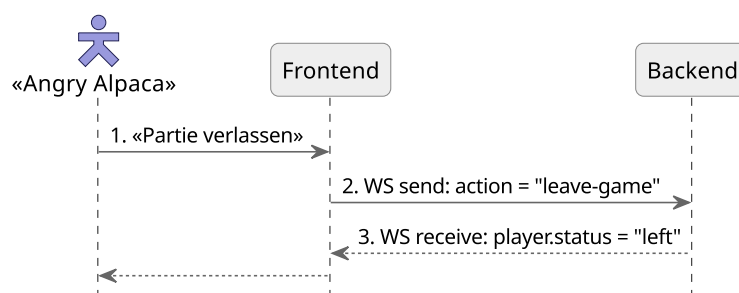 «Angry Alpaca»
Frontend
Backend
1. «Partie verlassen»
2. WS send: action = "leave-game"
3. WS receive: player.status = "left"